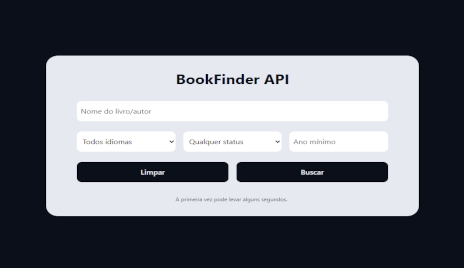 BookFinder API
Nome do livro/autor
Todos idiomas Qualquer status Ano mínimo
Limpar Buscar
A primeira vez pode levar alguns segundos.